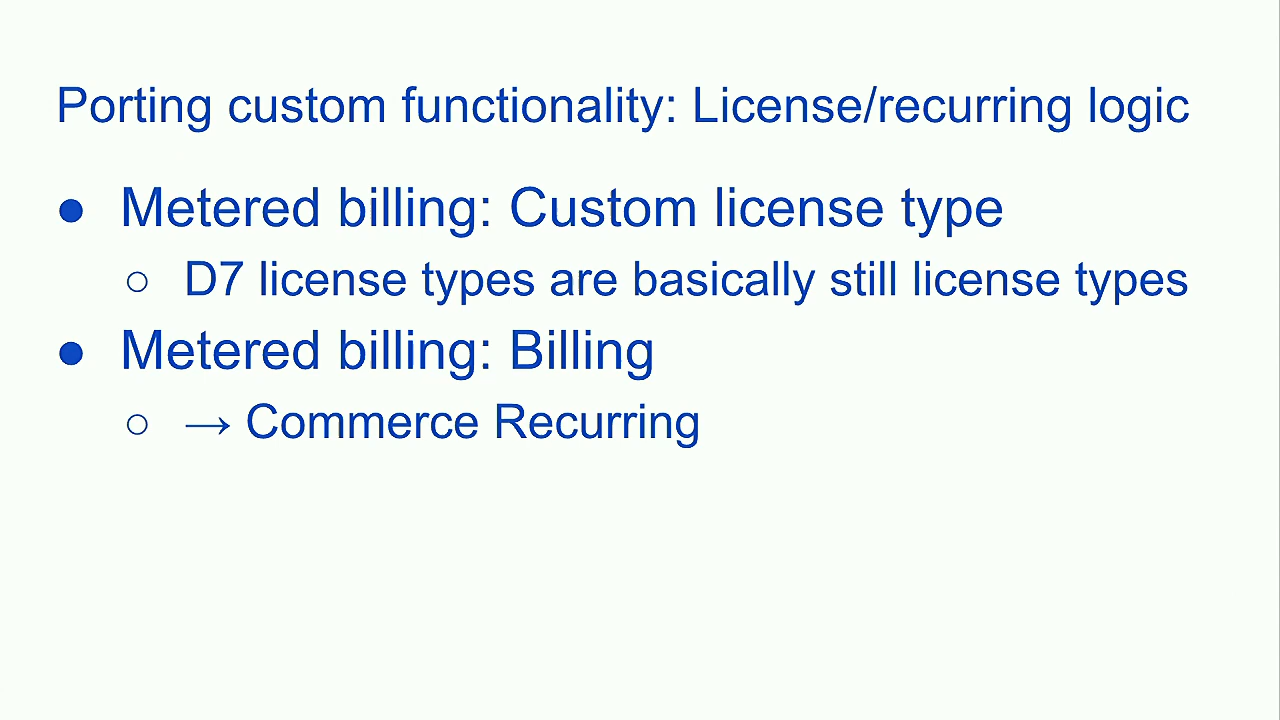 Porting custom functionality: License/recurring logic
● Metered billing: Custom license type
○ D7 license types are basically still license types
● Metered billing: Billing
○ → Commerce Recurring